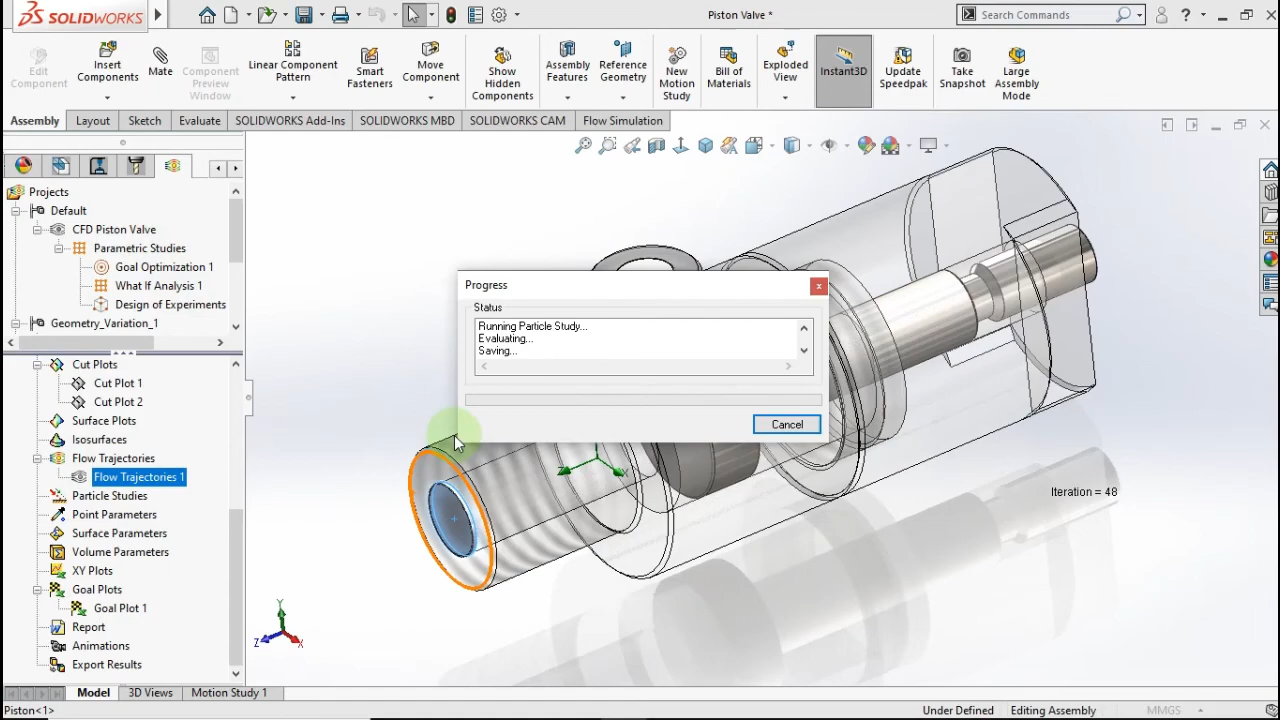 SOLIDWORKS
Piston Valve *
Search Commands
?
Edit Component
Insert Components
Mate
Component Preview Window
Linear Component Pattern
Smart Fasteners
Move Component
Show Hidden Components
Assembly Features
Reference Geometry
New Motion Study
Bill of Materials
Exploded View
Instant3D
Update Speedpak
Take Snapshot
Large Assembly Mode
Assembly
Layout
Sketch
Evaluate
SOLIDWORKS Add-Ins
SOLIDWORKS MBD
SOLIDWORKS CAM
Flow Simulation
Projects
Default
CFD Piston Valve
Parametric Studies
Goal Optimization 1
What If Analysis 1
Design of Experiments
Geometry_Variation_1
Cut Plots
Cut Plot 1
Cut Plot 2
Surface Plots
Isosurfaces
Flow Trajectories
Flow Trajectories 1
Particle Studies
Point Parameters
Surface Parameters
Volume Parameters
XY Plots
Goal Plots
Goal Plot 1
Report
Animations
Export Results
Progress
Status
Running Particle Study...
Evaluating...
Saving...
Cancel
Iteration = 48
Z
X
Y
Z
X
Model
3D Views
Motion Study 1
Piston<1>
Under Defined
Editing Assembly
MMGS